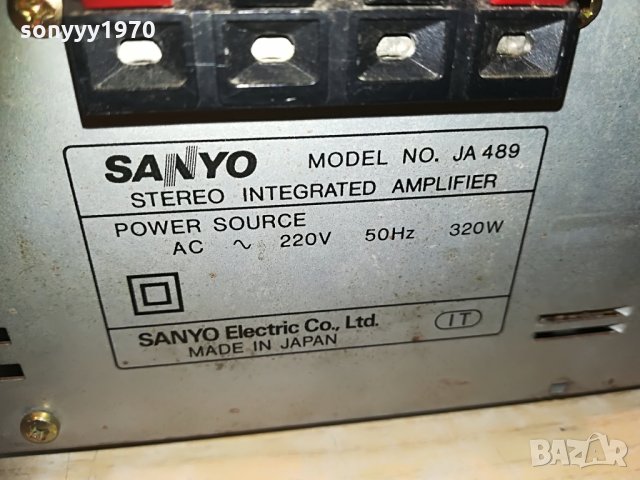 sonyyy1970
SANYO MODEL NO. JA 489
STEREO INTEGRATED AMPLIFIER
POWER SOURCE
AC ~ 220V 50Hz 320W
SANYO Electric Co., Ltd. IT
MADE IN JAPAN
bazar.bg